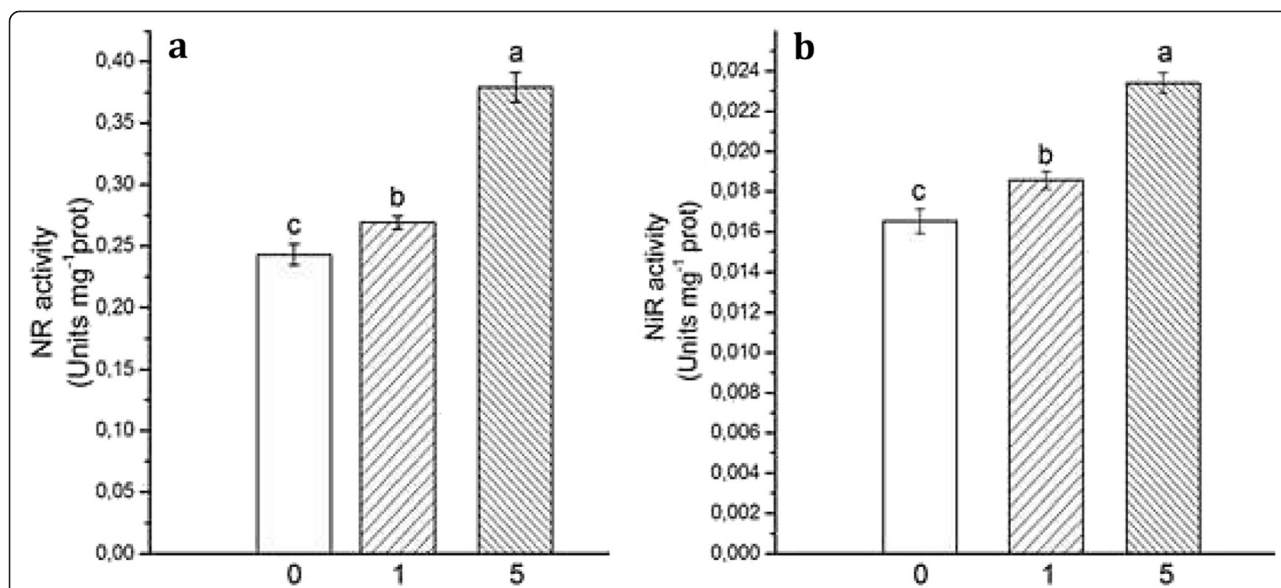 a
0,40
0,35
0,30
0,25
0,20
0,15
0,10
0,05
0,00
NR activity
(Units mg⁻¹prot)
c
b
a
0 1 5
b
0,024
0,022
0,020
0,018
0,016
0,014
0,012
0,010
0,008
0,006
0,004
0,002
0,000
NiR activity
(Units mg⁻¹ prot)
c
b
a
0 1 5